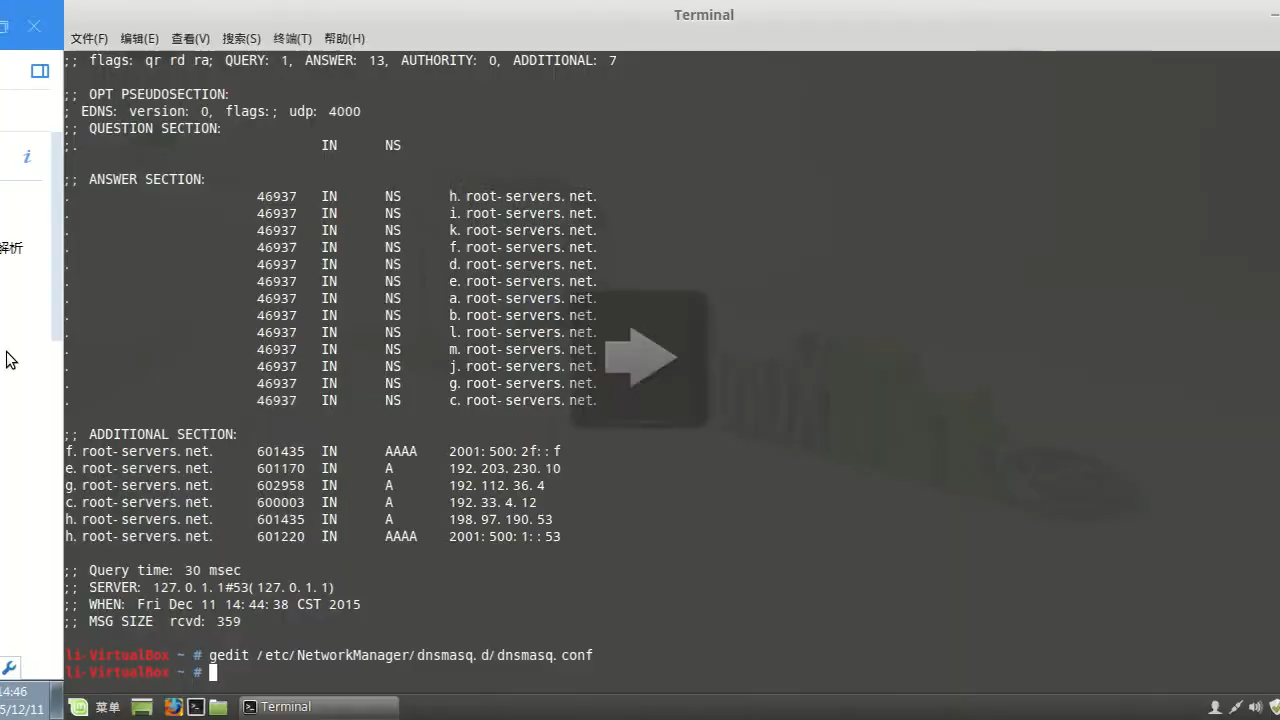 Terminal
文件(F) 编辑(E) 查看(V) 搜索(S) 终端(T) 帮助(H)
;; flags: qr rd ra; QUERY: 1, ANSWER: 13, AUTHORITY: 0, ADDITIONAL: 7
;; OPT PSEUDOSECTION:
; EDNS: version: 0, flags:; udp: 4000
;; QUESTION SECTION:
;. IN NS
;; ANSWER SECTION:
. 46937 IN NS h.root-servers.net.
. 46937 IN NS i.root-servers.net.
. 46937 IN NS k.root-servers.net.
. 46937 IN NS f.root-servers.net.
. 46937 IN NS d.root-servers.net.
. 46937 IN NS e.root-servers.net.
. 46937 IN NS a.root-servers.net.
. 46937 IN NS b.root-servers.net.
. 46937 IN NS l.root-servers.net.
. 46937 IN NS m.root-servers.net.
. 46937 IN NS j.root-servers.net.
. 46937 IN NS g.root-servers.net.
. 46937 IN NS c.root-servers.net.
;; ADDITIONAL SECTION:
f.root-servers.net. 601435 IN AAAA 2001:500:2f::f
e.root-servers.net. 601170 IN A 192.203.230.10
g.root-servers.net. 602958 IN A 192.112.36.4
c.root-servers.net. 600003 IN A 192.33.4.12
h.root-servers.net. 601435 IN A 198.97.190.53
h.root-servers.net. 601220 IN AAAA 2001:500:1::53
;; Query time: 30 msec
;; SERVER: 127.0.1.1#53(127.0.1.1)
;; WHEN: Fri Dec 11 14:44:38 CST 2015
;; MSG SIZE rcvd: 359
li-VirtualBox ~ # gedit /etc/NetworkManager/dnsmasq.d/dnsmasq.conf
li-VirtualBox ~ #
解析
14:46
5/12/11
菜单
Terminal